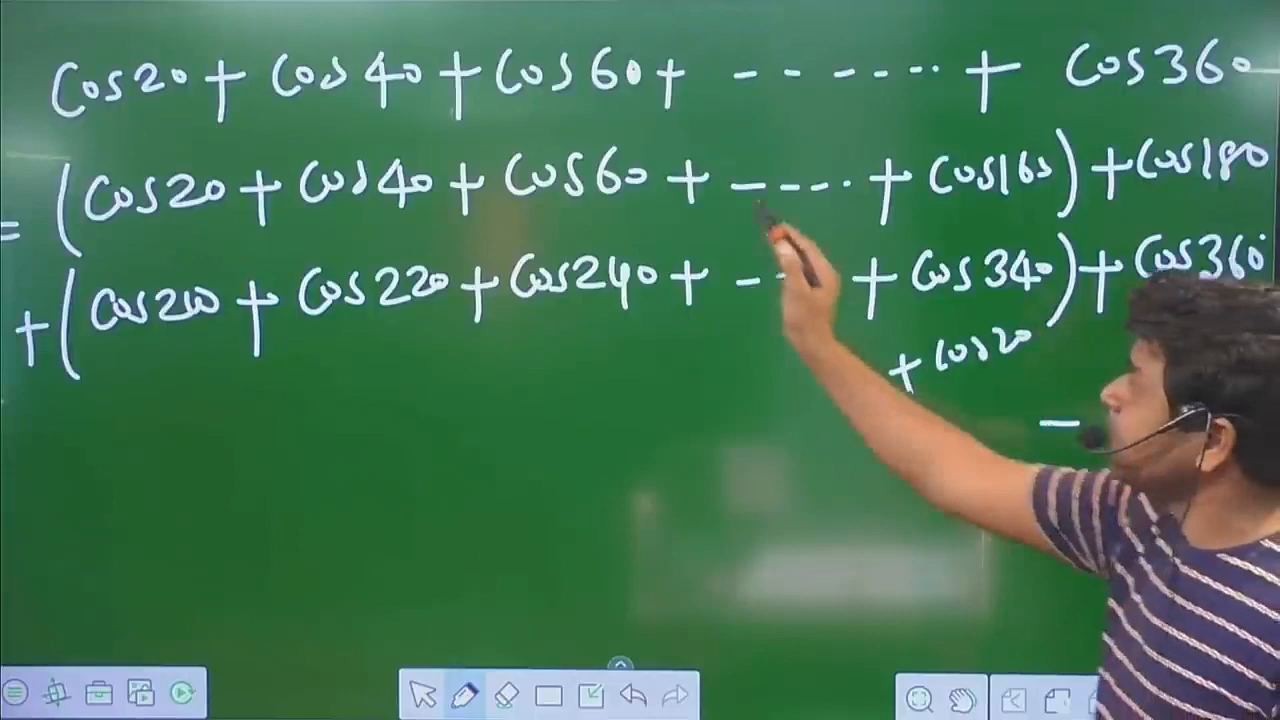 Cos20 + Cos40 + Cos60 + ------- + Cos360
= (Cos20 + Cos40 + Cos60 + ----- + Cos160) + Cos180
+ (Cos200 + Cos220 + Cos240 + --- + Cos340) + Cos360
+ Cos20
–